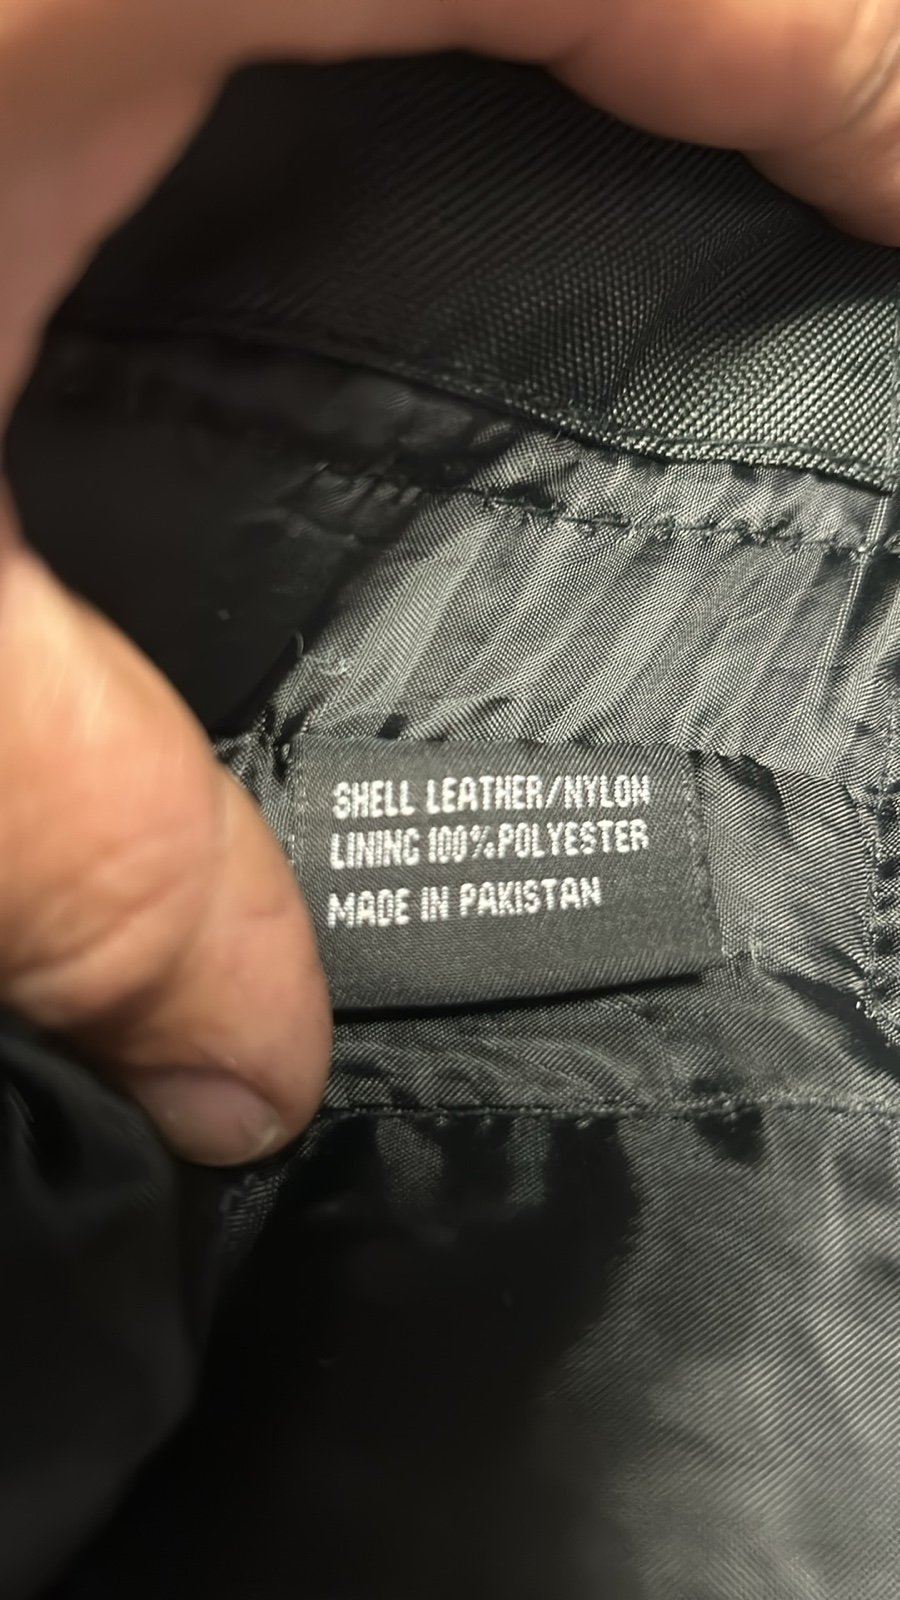 SHELL LEATHER/NYLON
LINING 100%POLYESTER
MADE IN PAKISTAN